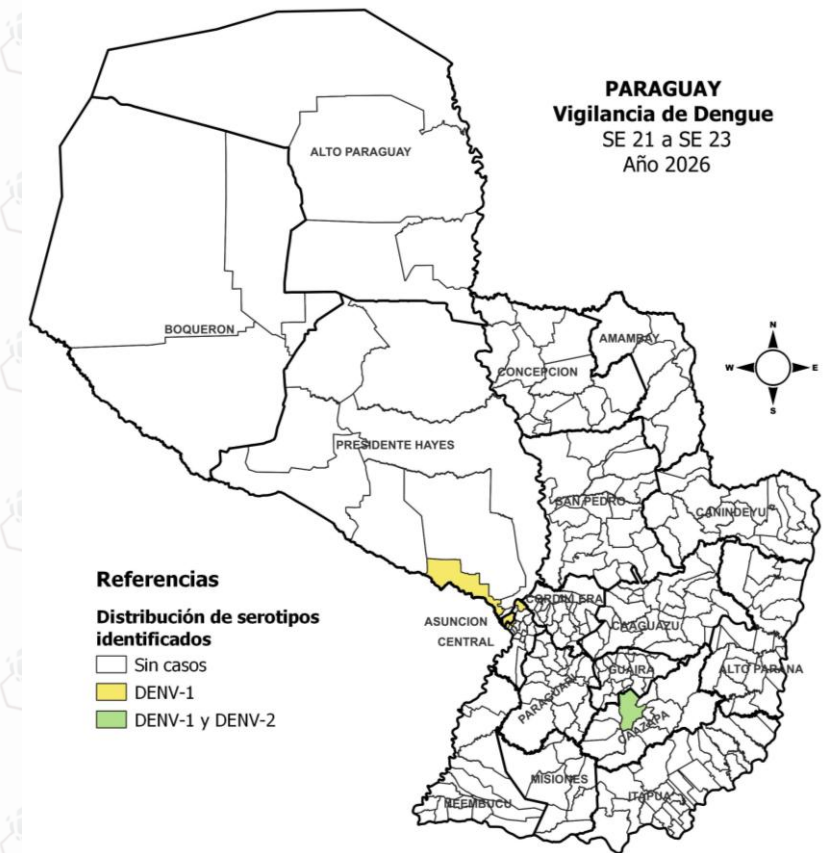 PARAGUAY
Vigilancia de Dengue
SE 21 a SE 23
Año 2026
ALTO PARAGUAY
BOQUERON
AMAMBAY
CONCEPCION
N
W E
S
PRESIDENTE HAYES
SAN PEDRO
CANINDEYU
Referencias
Distribución de serotipos
identificados
Sin casos
DENV-1
DENV-1 y DENV-2
ASUNCION
CENTRAL
CORDILLERA
CAAGUAZU
GUAIRA
ALTO PARANA
PARAGUARI
CAAZAPA
MISIONES
ÑEEMBUCU
ITAPUA